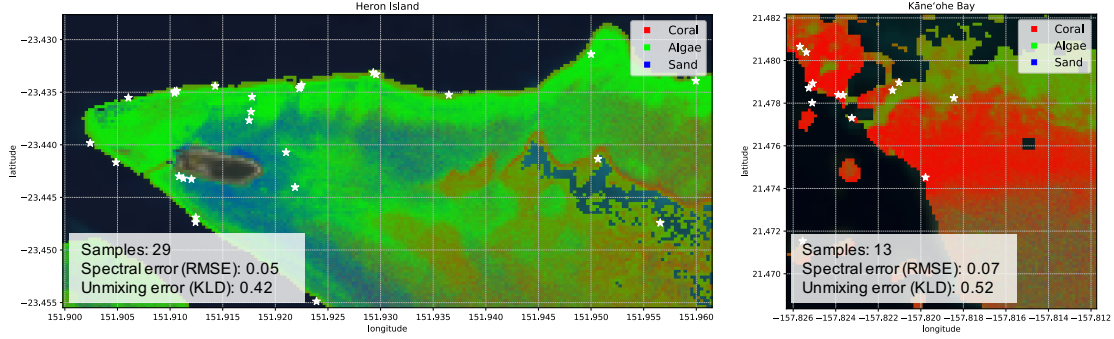 Heron Island
−23.430
−23.435
−23.440
−23.445
−23.450
−23.455
latitude
Coral
Algae
Sand
Samples: 29
Spectral error (RMSE): 0.05
Unmixing error (KLD): 0.42
151.900 151.905 151.910 151.915 151.920 151.925 151.930 151.935 151.940 151.945 151.950 151.955 151.960
longitude
Kāneʻohe Bay
21.482
21.480
21.478
21.476
21.474
21.472
21.470
latitude
Coral
Algae
Sand
Samples: 13
Spectral error (RMSE): 0.07
Unmixing error (KLD): 0.52
−157.826 −157.824 −157.822 −157.820 −157.818 −157.816 −157.814 −157.812
longitude